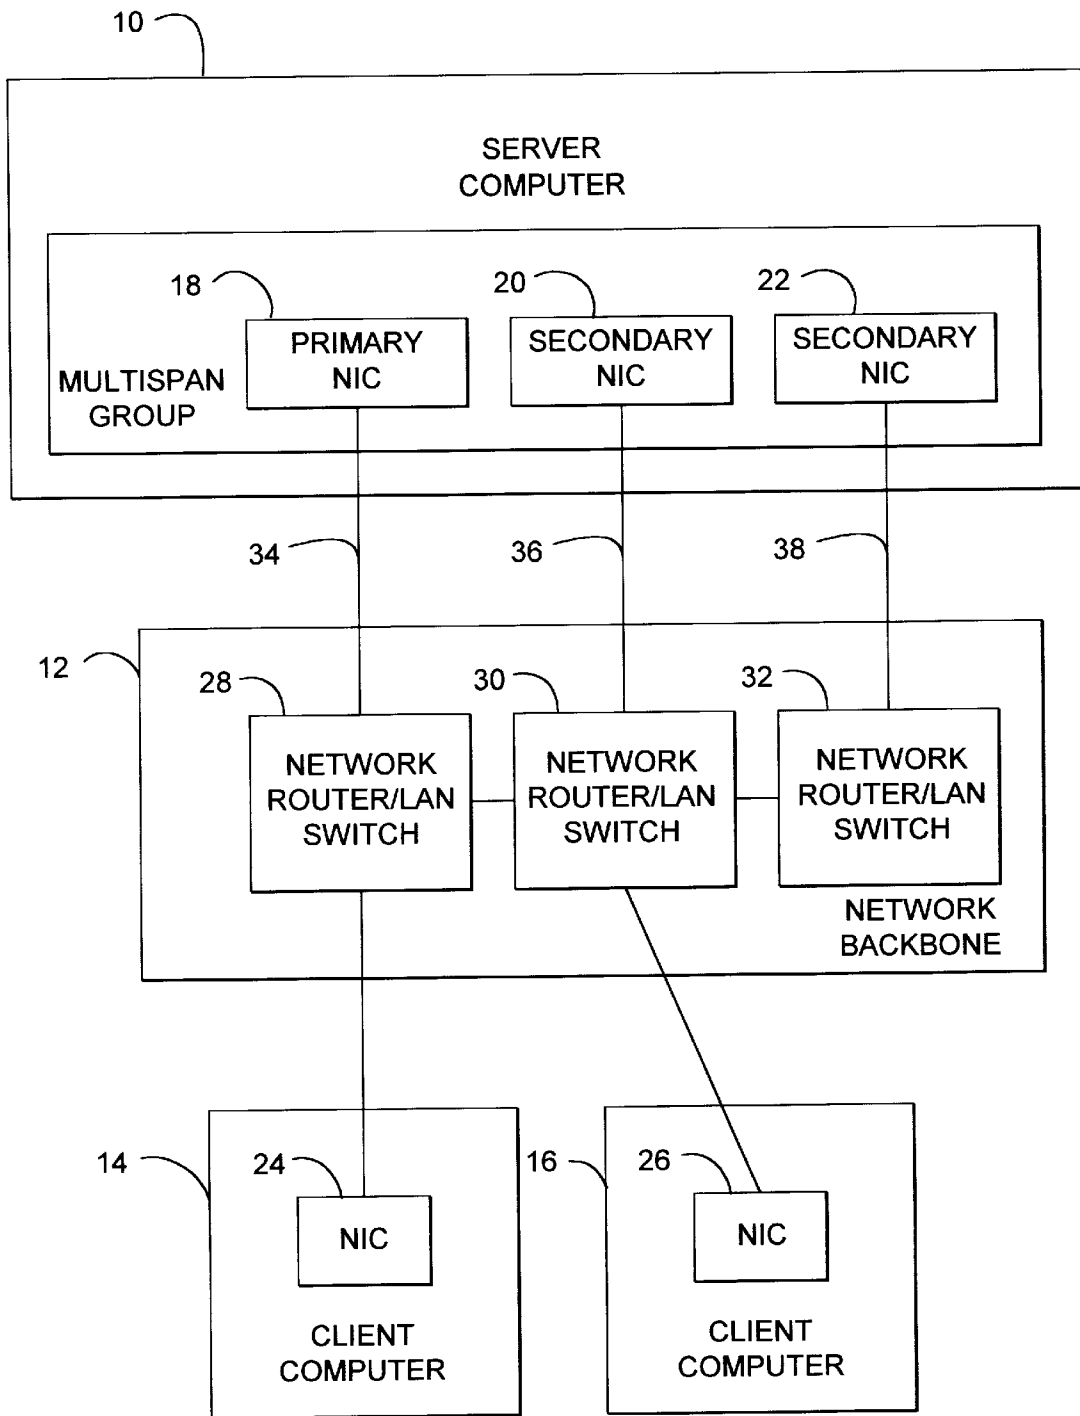 10
SERVER
COMPUTER
18
20
22
PRIMARY
NIC
SECONDARY
NIC
SECONDARY
NIC
MULTISPAN
GROUP
34
36
38
12
28
30
32
NETWORK
ROUTER/LAN
SWITCH
NETWORK
ROUTER/LAN
SWITCH
NETWORK
ROUTER/LAN
SWITCH
NETWORK
BACKBONE
14
24
16
26
NIC
NIC
CLIENT
COMPUTER
CLIENT
COMPUTER